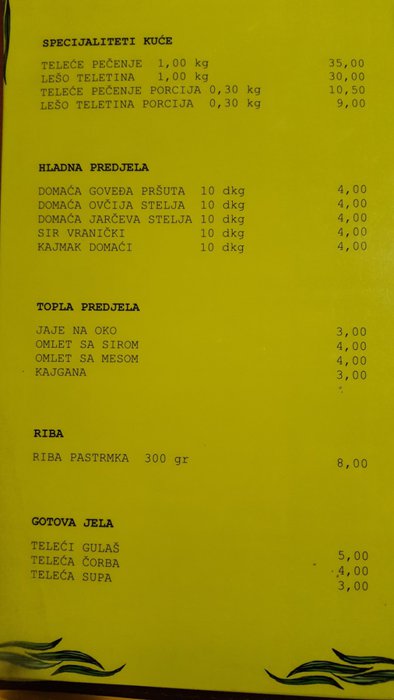 SPECIJALITETI KUĆE
TELEĆE PEČENJE 1,00 kg 35,00
LEŠO TELETINA 1,00 kg 30,00
TELEĆE PEČENJE PORCIJA 0,30 kg 10,50
LEŠO TELETINA PORCIJA 0,30 kg 9,00
HLADNA PREDJELA
DOMAĆA GOVEĐA PRŠUTA 10 dkg 4,00
DOMAĆA OVČIJA STELJA 10 dkg 4,00
DOMAĆA JARČEVA STELJA 10 dkg 4,00
SIR VRANIČKI 10 dkg 4,00
KAJMAK DOMAĆI 10 dkg 4,00
TOPLA PREDJELA
JAJE NA OKO 3,00
OMLET SA SIROM 4,00
OMLET SA MESOM 4,00
KAJGANA 3,00
RIBA
RIBA PASTRMKA 300 gr 8,00
GOTOVA JELA
TELEĆI GULAŠ 5,00
TELEĆA ČORBA 4,00
TELEĆA SUPA 3,00